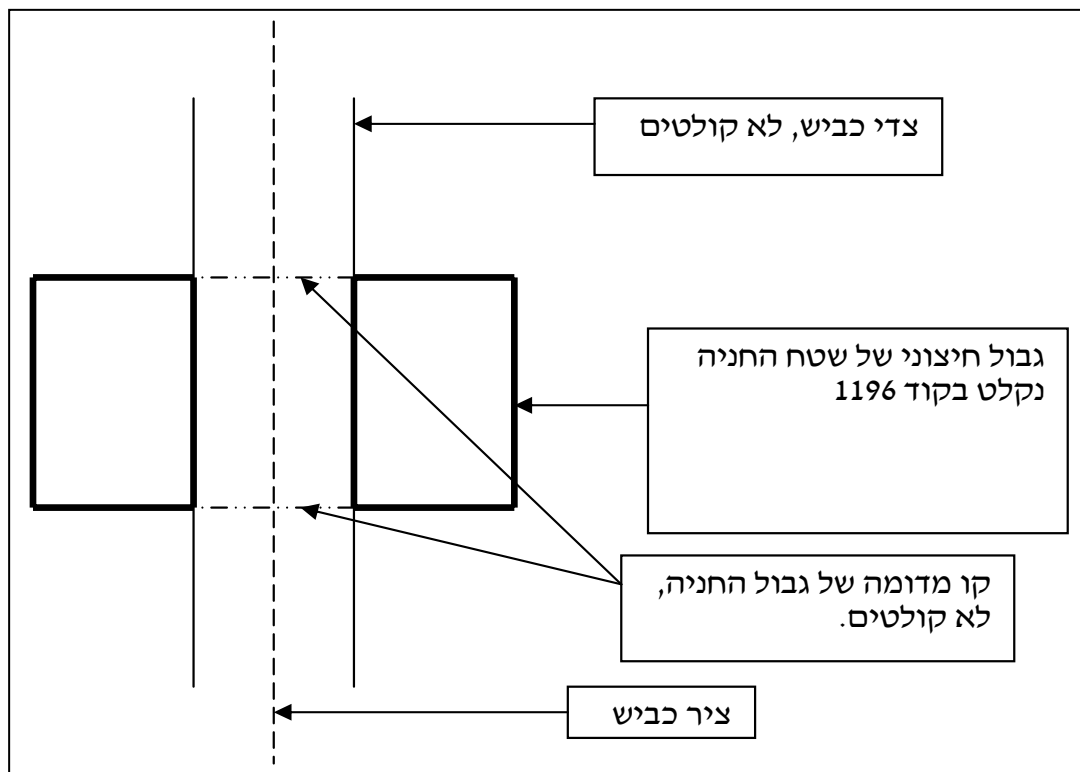 צדי כביש, לא קולטים
גבול חיצוני של שטח החניה
נקלט בקוד 1196
קו מדומה של גבול החניה,
לא קולטים.
ציר כביש